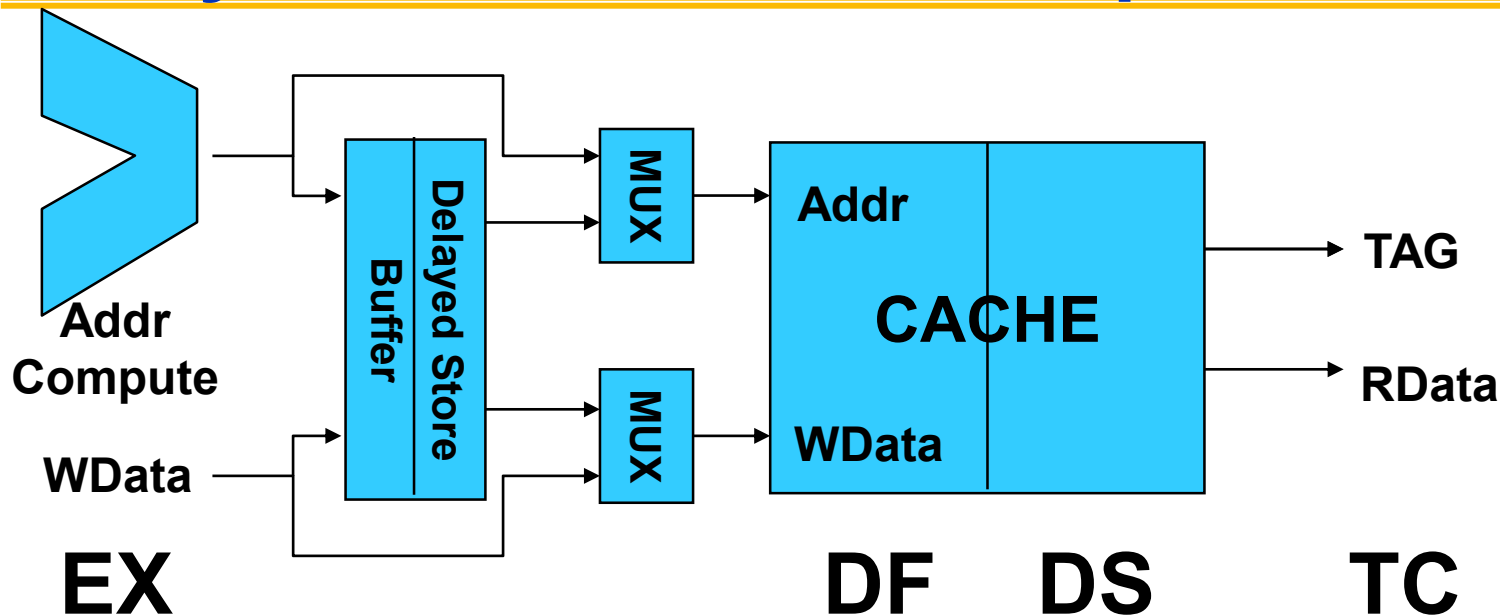 Addr
Compute
WData
EX
Delayed Store
Buffer
MUX
MUX
Addr
CACHE
WData
DF
DS
TAG
RData
TC